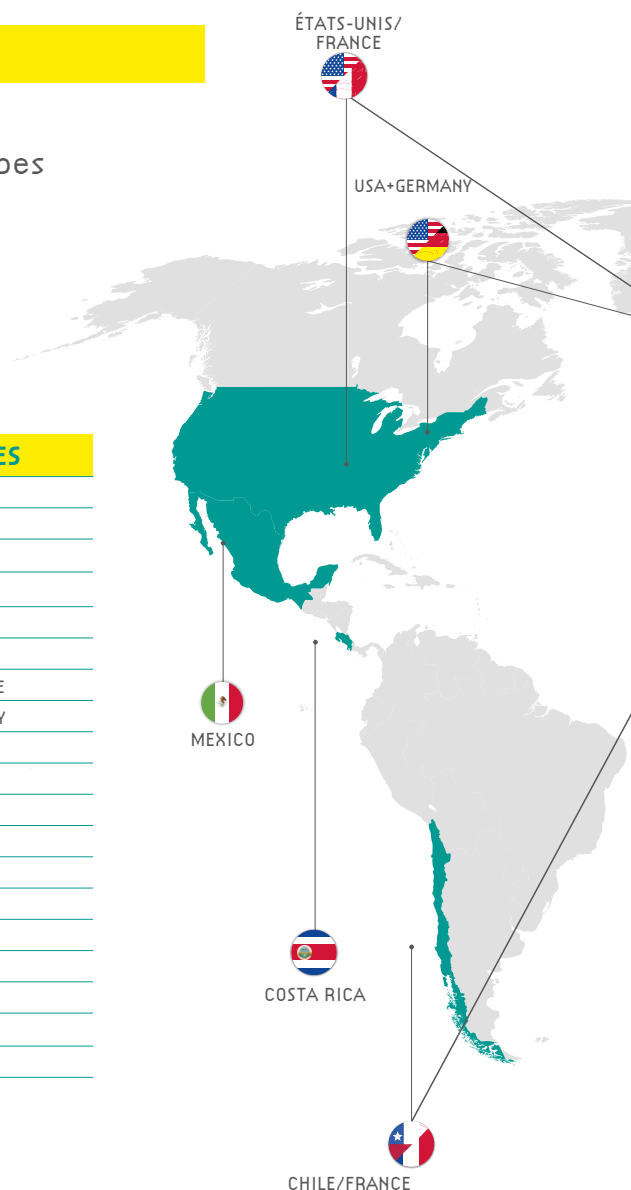 ÉTATS-UNIS/
FRANCE
USA+GERMANY
MEXICO
COSTA RICA
CHILE/FRANCE